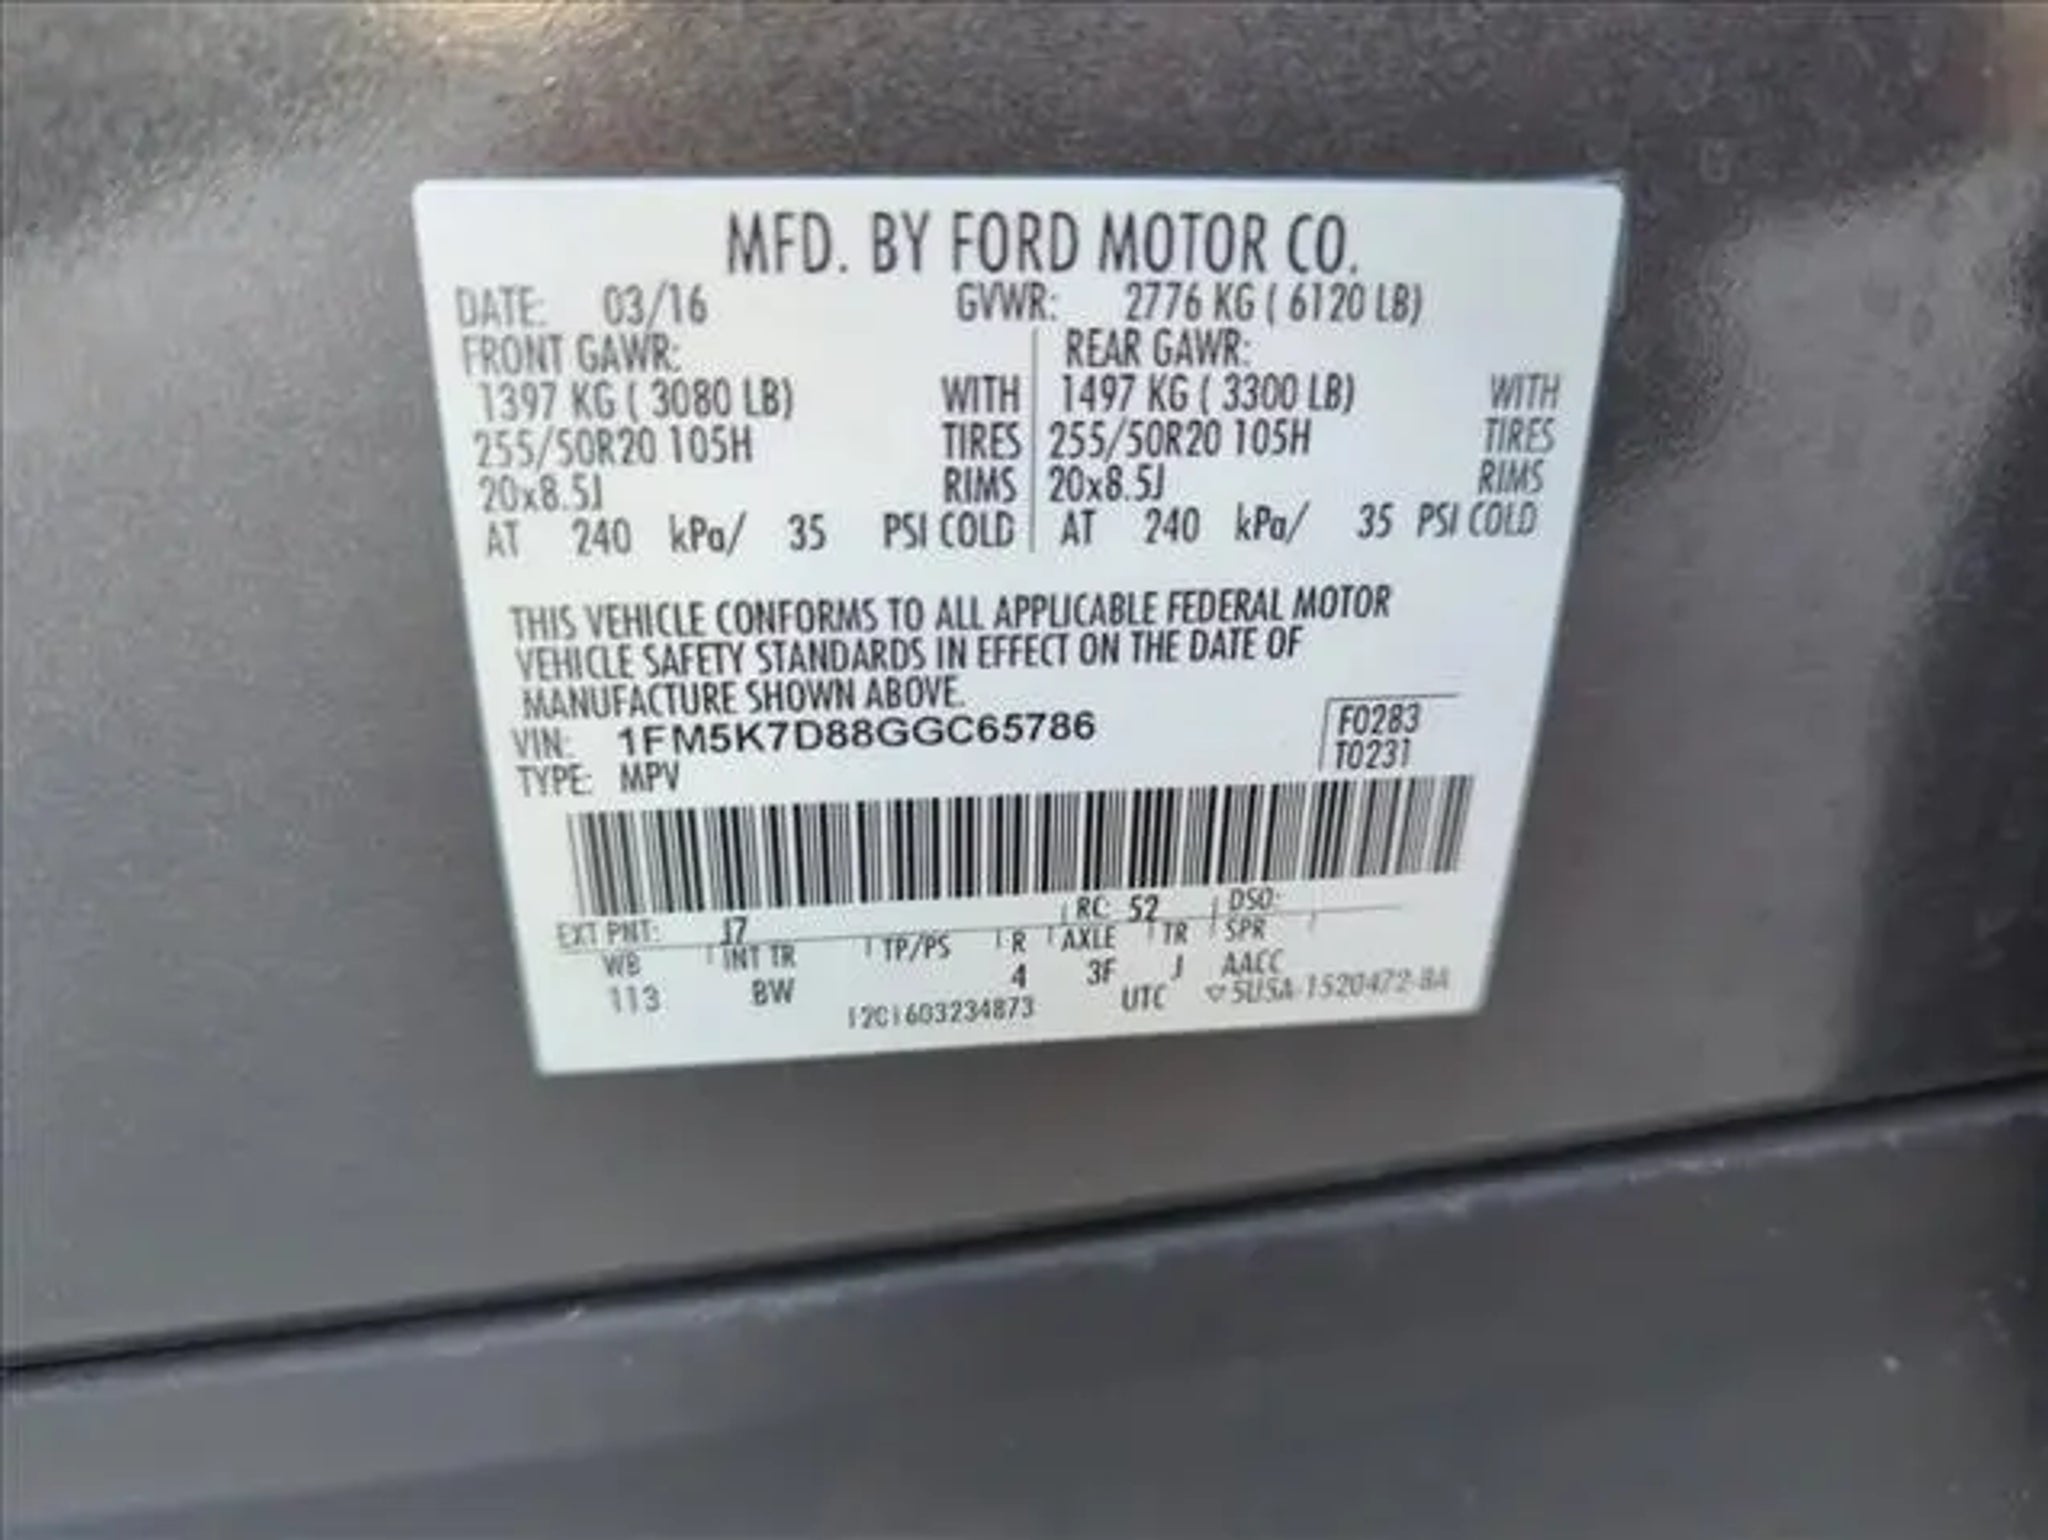 MFD. BY FORD MOTOR CO.
DATE: 03/16 GVWR: 2776 KG ( 6120 LB)
FRONT GAWR: REAR GAWR:
1397 KG ( 3080 LB) WITH 1497 KG ( 3300 LB) WITH
255/50R20 105H TIRES 255/50R20 105H TIRES
20x8.5J RIMS 20x8.5J RIMS
AT 240 kPa/ 35 PSI COLD AT 240 kPa/ 35 PSI COLD
THIS VEHICLE CONFORMS TO ALL APPLICABLE FEDERAL MOTOR
VEHICLE SAFETY STANDARDS IN EFFECT ON THE DATE OF
MANUFACTURE SHOWN ABOVE.
VIN: 1FM5K7D88GGC65786 F0283
TYPE: MPV T0231
EXT PNT: J7 RC: 52 DSO:
WB INT TR TP/PS R AXLE TR SPR
113 BW 4 3F J AACC
12C1603234873 UTC ▽5U5A-1520472-BA